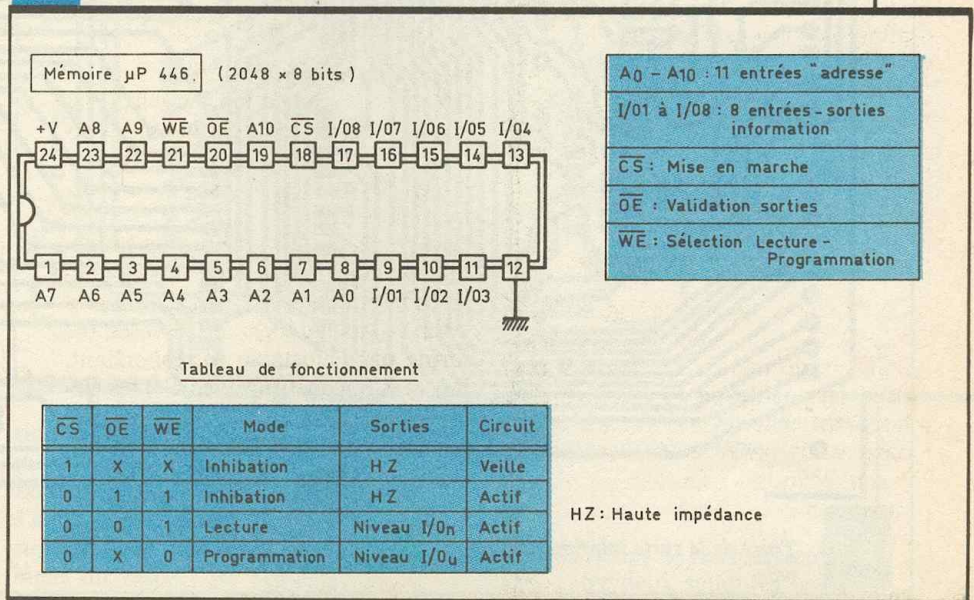 Mémoire µP 446. (2048 × 8 bits)
+V A8 A9 WE OE A10 CS I/08 I/07 I/06 I/05 I/04
24 23 22 21 20 19 18 17 16 15 14 13
1 2 3 4 5 6 7 8 9 10 11 12
A7 A6 A5 A4 A3 A2 A1 A0 I/01 I/02 I/03
A0 – A10 : 11 entrées "adresse"
I/01 à I/08 : 8 entrées - sorties
information
CS : Mise en marche
OE : Validation sorties
WE : Sélection Lecture -
Programmation
Tableau de fonctionnement
CS OE WE Mode Sorties Circuit
1 X X Inhibation HZ Veille
0 1 1 Inhibation HZ Actif
0 0 1 Lecture Niveau I/0n Actif
0 X 0 Programmation Niveau I/0u Actif
HZ : Haute impédance